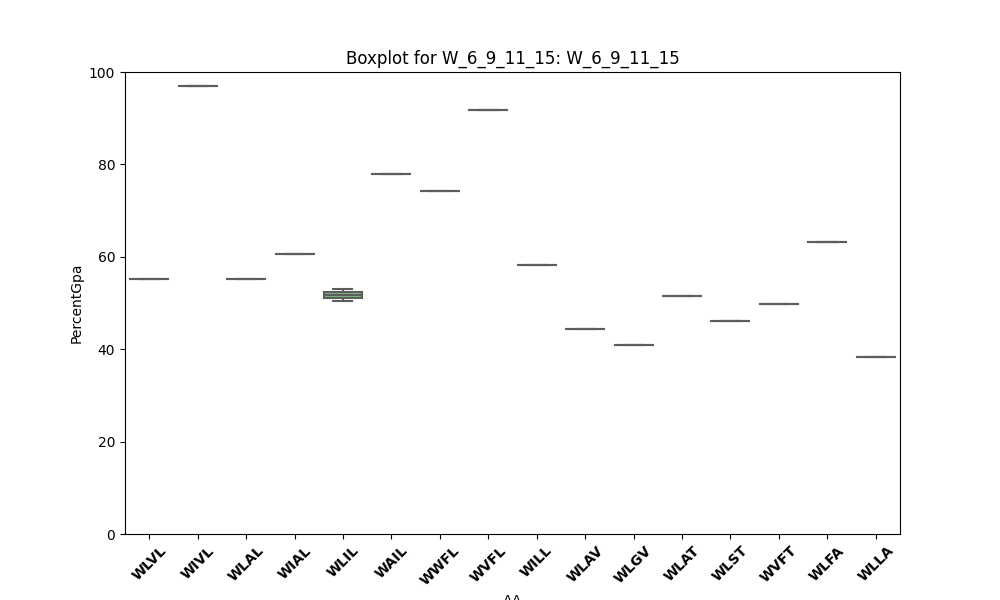 Boxplot for W_6_9_11_15: W_6_9_11_15
100
80
60
40
20
0
PercentGpa
WLVL
WIVL
WLAL
WIAL
WLIL
WAIL
WWFL
WVFL
WILL
WLAV
WLGV
WLAT
WLST
WVFT
WLFA
WLLA
AA